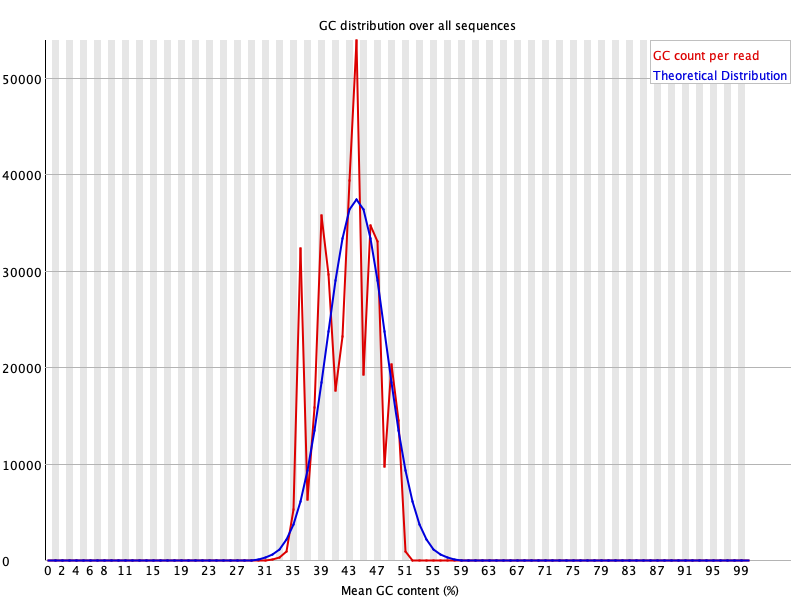 GC distribution over all sequences
GC count per read
Theoretical Distribution
50000
40000
30000
20000
10000
0
0 2 4 6 8 11 15 19 23 27 31 35 39 43 47 51 55 59 63 67 71 75 79 83 87 91 95 99
Mean GC content (%)